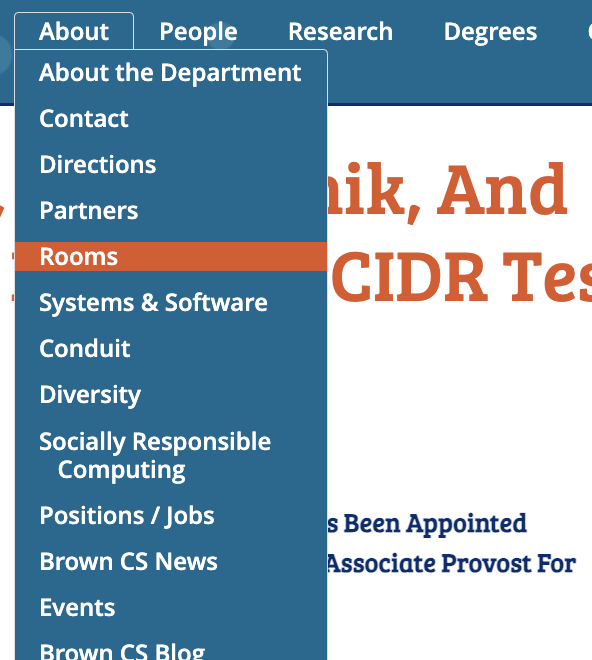 About People Research Degrees
About the Department
Contact
Directions
Partners
nik, And
Rooms
CIDR Tes
Systems & Software
Conduit
Diversity
Socially Responsible
Computing
Positions / Jobs
s Been Appointed
Brown CS News
Associate Provost For
Events
Brown CS Blog